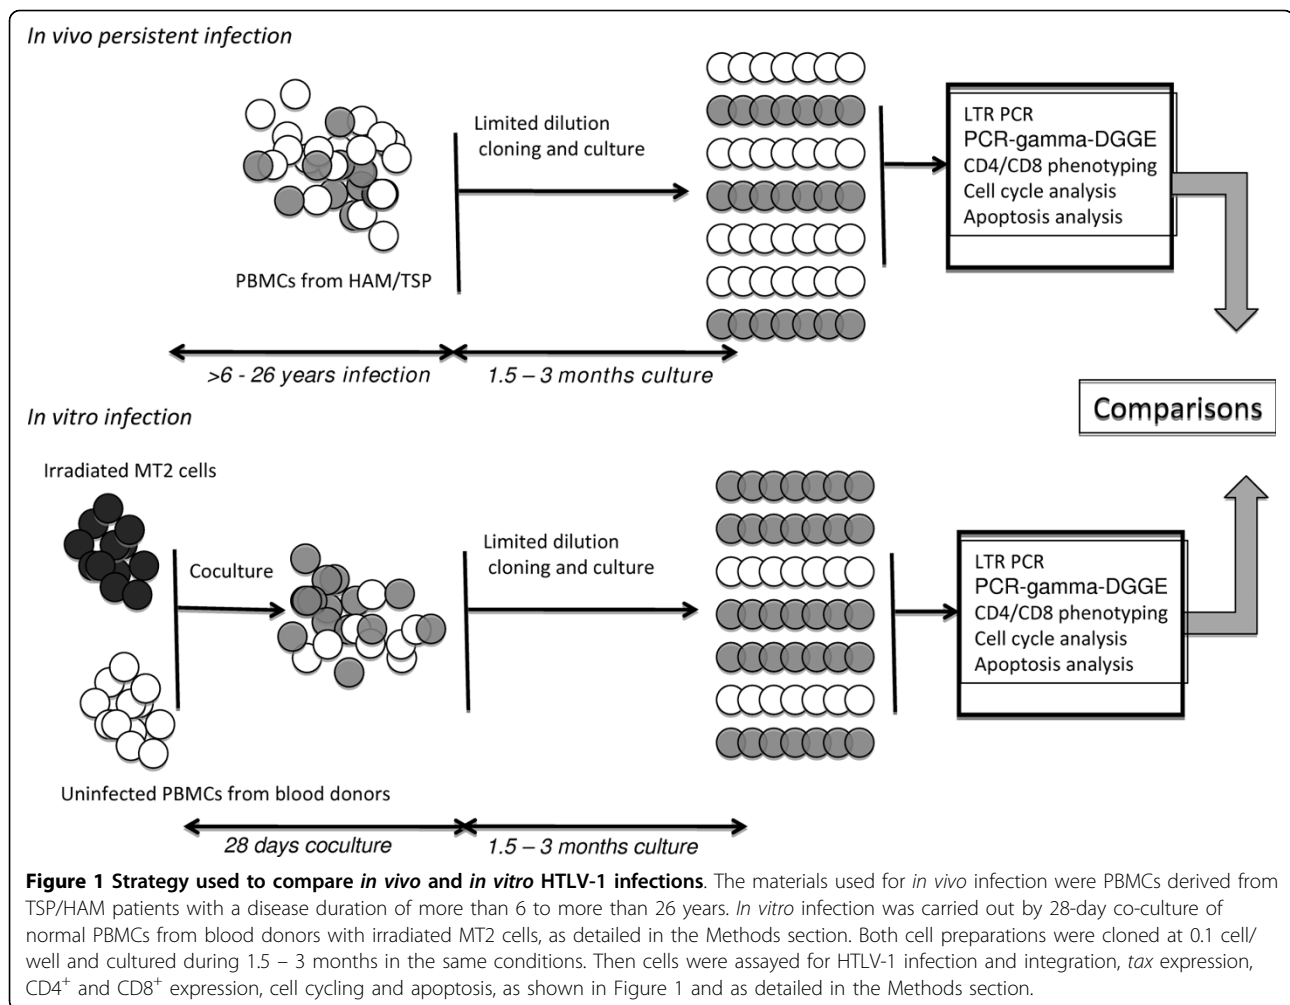 In vivo persistent infection
Limited dilution
cloning and culture
PBMCs from HAM/TSP
LTR PCR
PCR-gamma-DGGE
CD4/CD8 phenotyping
Cell cycle analysis
Apoptosis analysis
>6 - 26 years infection
1.5 – 3 months culture
Comparisons
In vitro infection
Irradiated MT2 cells
Coculture
Uninfected PBMCs from blood donors
Limited dilution
cloning and culture
LTR PCR
PCR-gamma-DGGE
CD4/CD8 phenotyping
Cell cycle analysis
Apoptosis analysis
28 days coculture
1.5 – 3 months culture
Figure 1 Strategy used to compare in vivo and in vitro HTLV-1 infections. The materials used for in vivo infection were PBMCs derived from
TSP/HAM patients with a disease duration of more than 6 to more than 26 years. In vitro infection was carried out by 28-day co-culture of
normal PBMCs from blood donors with irradiated MT2 cells, as detailed in the Methods section. Both cell preparations were cloned at 0.1 cell/
well and cultured during 1.5 – 3 months in the same conditions. Then cells were assayed for HTLV-1 infection and integration, tax expression,
CD4⁺ and CD8⁺ expression, cell cycling and apoptosis, as shown in Figure 1 and as detailed in the Methods section.